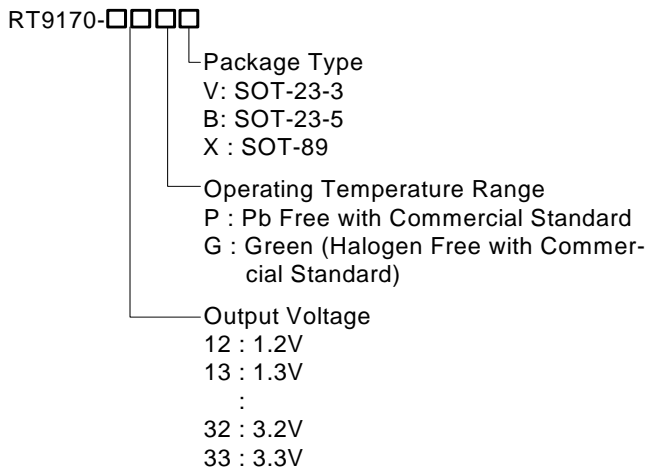 RT9170-□□□□
Package Type
V: SOT-23-3
B: SOT-23-5
X : SOT-89
Operating Temperature Range
P : Pb Free with Commercial Standard
G : Green (Halogen Free with Commer-
cial Standard)
Output Voltage
12 : 1.2V
13 : 1.3V
:
32 : 3.2V
33 : 3.3V